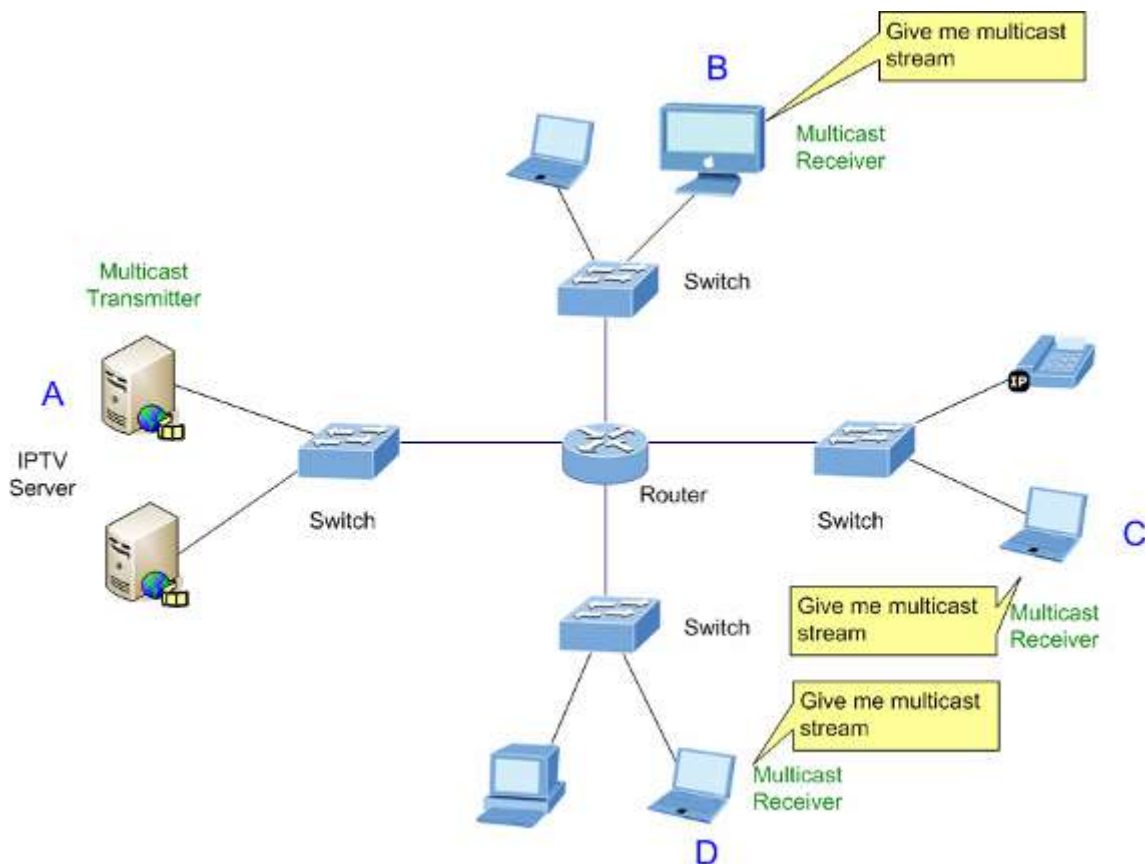 Give me multicast
stream
B
Multicast
Receiver
Switch
Multicast
Transmitter
A
IPTV
Server
Switch
Router
IP
Switch
C
Give me multicast
stream
Multicast
Receiver
Switch
Give me multicast
stream
Multicast
Receiver
D